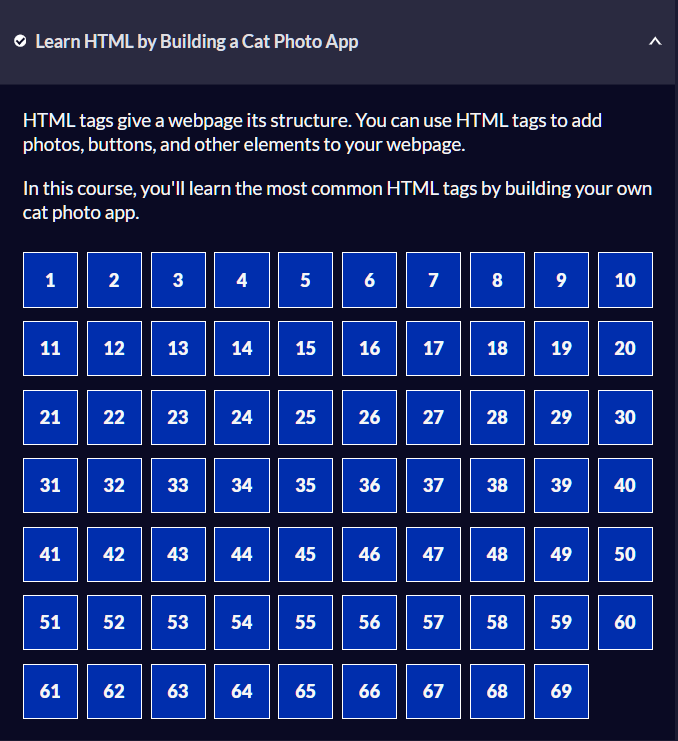 Learn HTML by Building a Cat Photo App
HTML tags give a webpage its structure. You can use HTML tags to add
photos, buttons, and other elements to your webpage.
In this course, you'll learn the most common HTML tags by building your own
cat photo app.
1 2 3 4 5 6 7 8 9 10
11 12 13 14 15 16 17 18 19 20
21 22 23 24 25 26 27 28 29 30
31 32 33 34 35 36 37 38 39 40
41 42 43 44 45 46 47 48 49 50
51 52 53 54 55 56 57 58 59 60
61 62 63 64 65 66 67 68 69